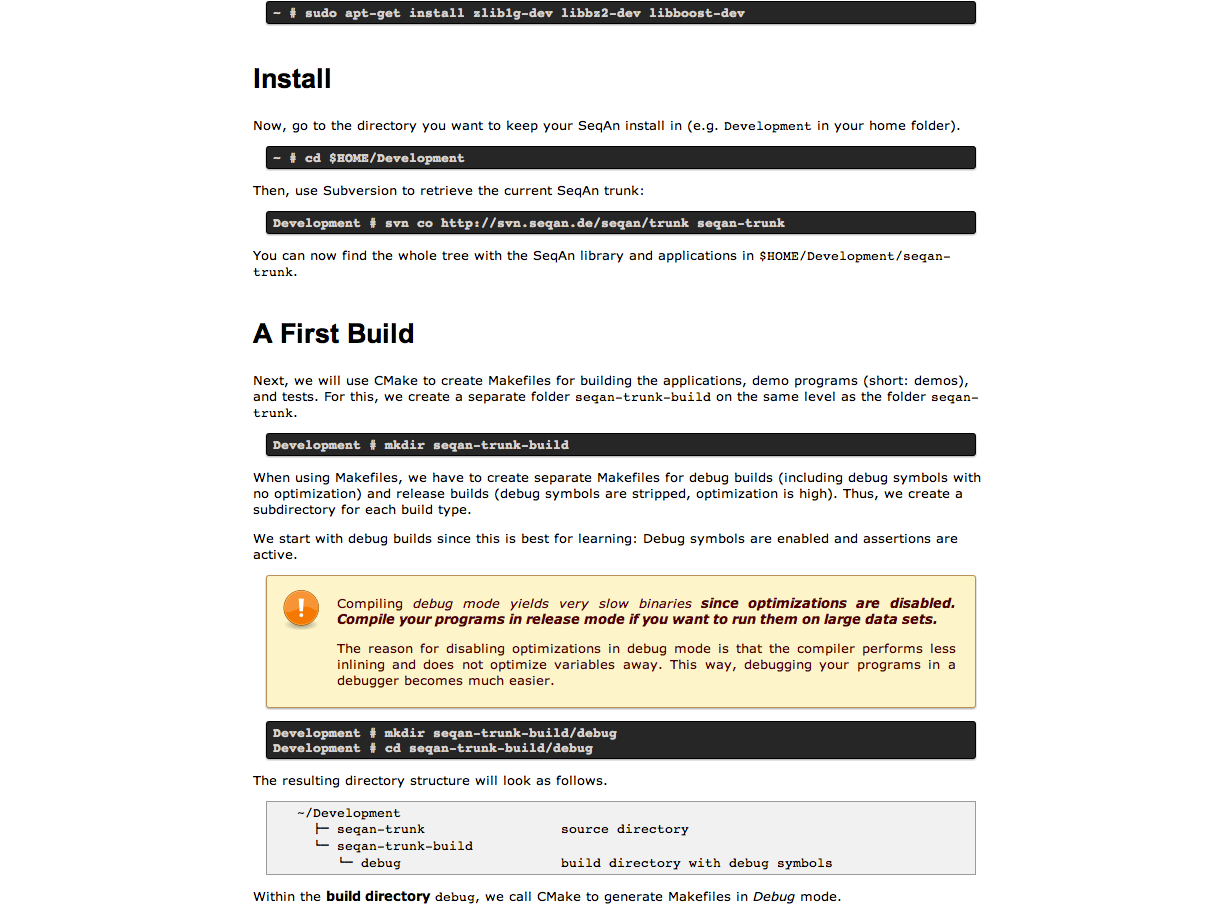 ~ # sudo apt-get install zlib1g-dev libbz2-dev libboost-dev
Install
Now, go to the directory you want to keep your SeqAn install in (e.g. Development in your home folder).
~ # cd $HOME/Development
Then, use Subversion to retrieve the current SeqAn trunk:
Development # svn co http://svn.seqan.de/seqan/trunk seqan-trunk
You can now find the whole tree with the SeqAn library and applications in $HOME/Development/seqan-
trunk.
A First Build
Next, we will use CMake to create Makefiles for building the applications, demo programs (short: demos),
and tests. For this, we create a separate folder seqan-trunk-build on the same level as the folder seqan-
trunk.
Development # mkdir seqan-trunk-build
When using Makefiles, we have to create separate Makefiles for debug builds (including debug symbols with
no optimization) and release builds (debug symbols are stripped, optimization is high). Thus, we create a
subdirectory for each build type.
We start with debug builds since this is best for learning: Debug symbols are enabled and assertions are
active.
Compiling debug mode yields very slow binaries since optimizations are disabled.
Compile your programs in release mode if you want to run them on large data sets.
The reason for disabling optimizations in debug mode is that the compiler performs less
inlining and does not optimize variables away. This way, debugging your programs in a
debugger becomes much easier.
Development # mkdir seqan-trunk-build/debug
Development # cd seqan-trunk-build/debug
The resulting directory structure will look as follows.
~/Development
├─ seqan-trunk source directory
└─ seqan-trunk-build
└─ debug build directory with debug symbols
Within the build directory debug, we call CMake to generate Makefiles in Debug mode.